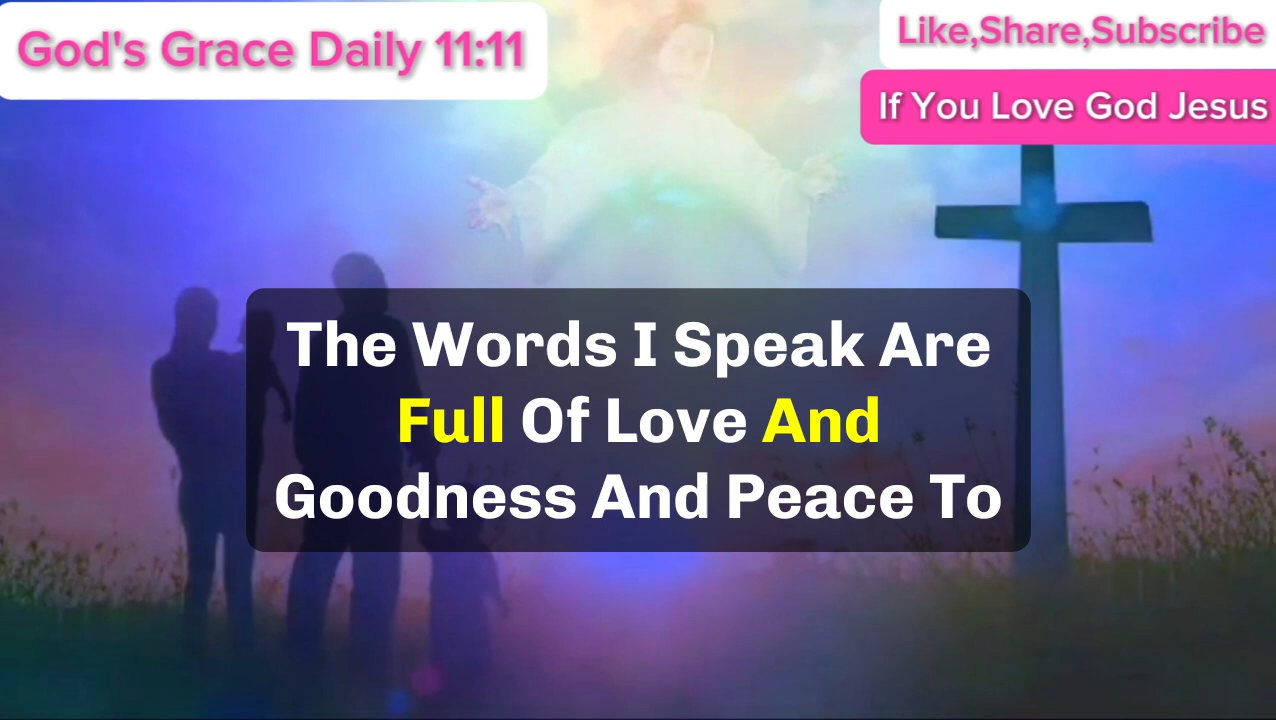 God's Grace Daily 11:11
Like,Share,Subscribe
If You Love God Jesus
The Words I Speak Are
Full Of Love And
Goodness And Peace To